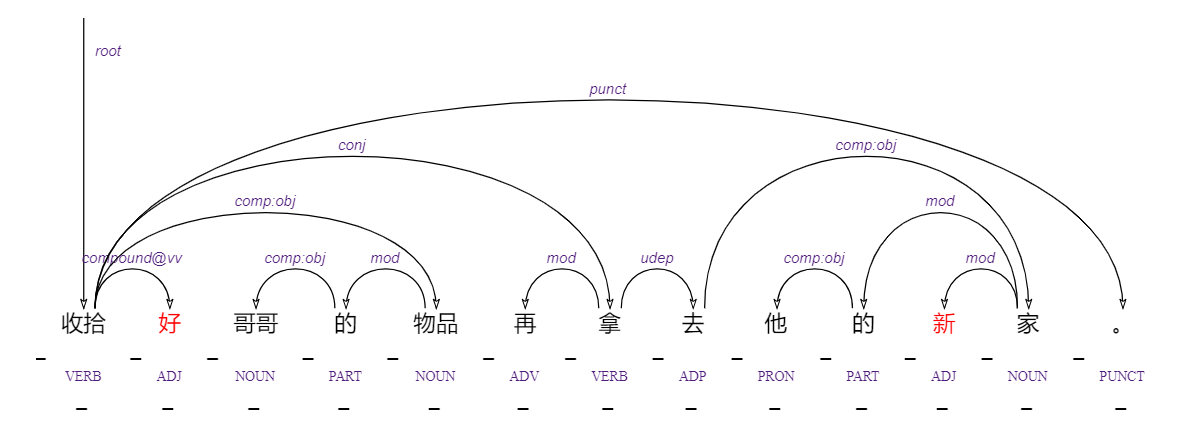 root
punct
conj comp:obj
comp:obj mod
compound@vv comp:obj mod mod udep comp:obj mod
收拾 好 哥哥 的 物品 再 拿 去 他 的 新 家 。
_ _ _ _ _ _ _ _ _ _ _ _ _
VERB ADJ NOUN PART NOUN ADV VERB ADP PRON PART ADJ NOUN PUNCT
_ _ _ _ _ _ _ _ _ _ _ _ _